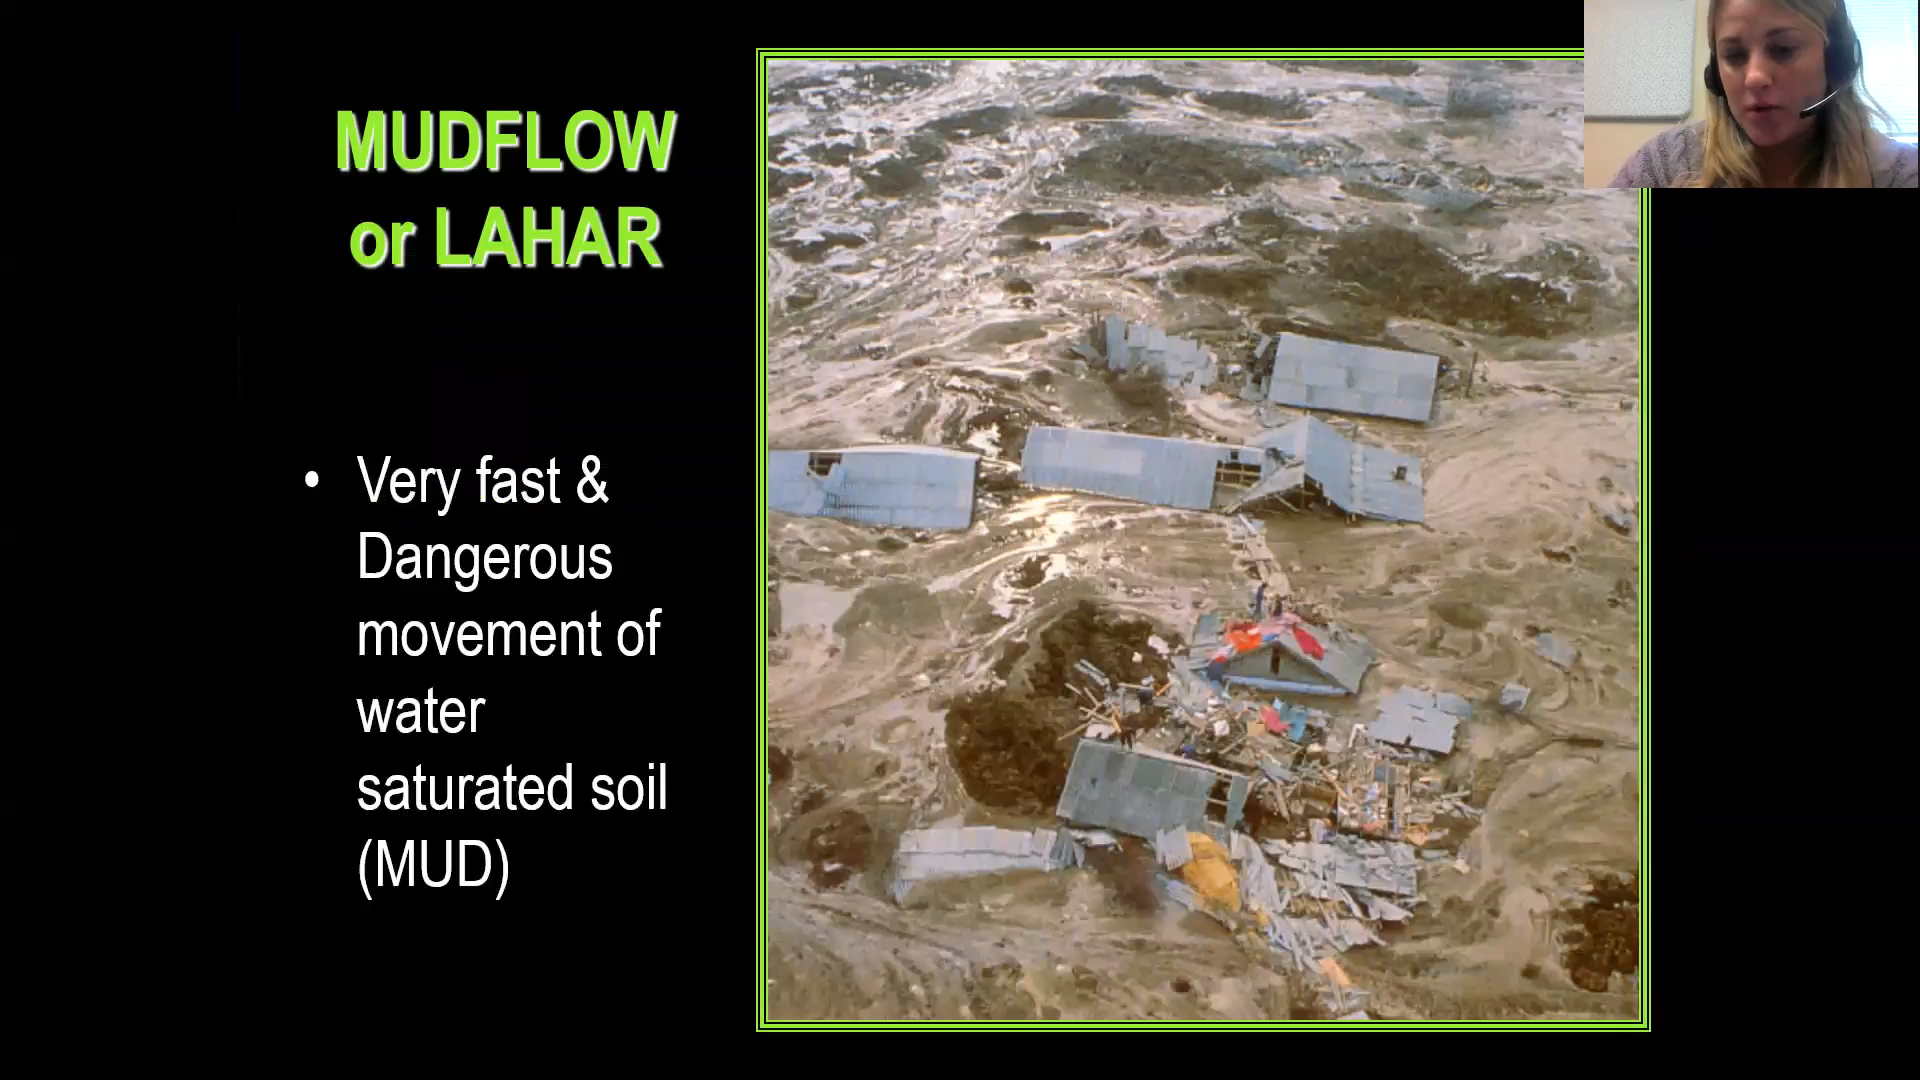 MUDFLOW
or LAHAR
• Very fast &
Dangerous
movement of
water
saturated soil
(MUD)